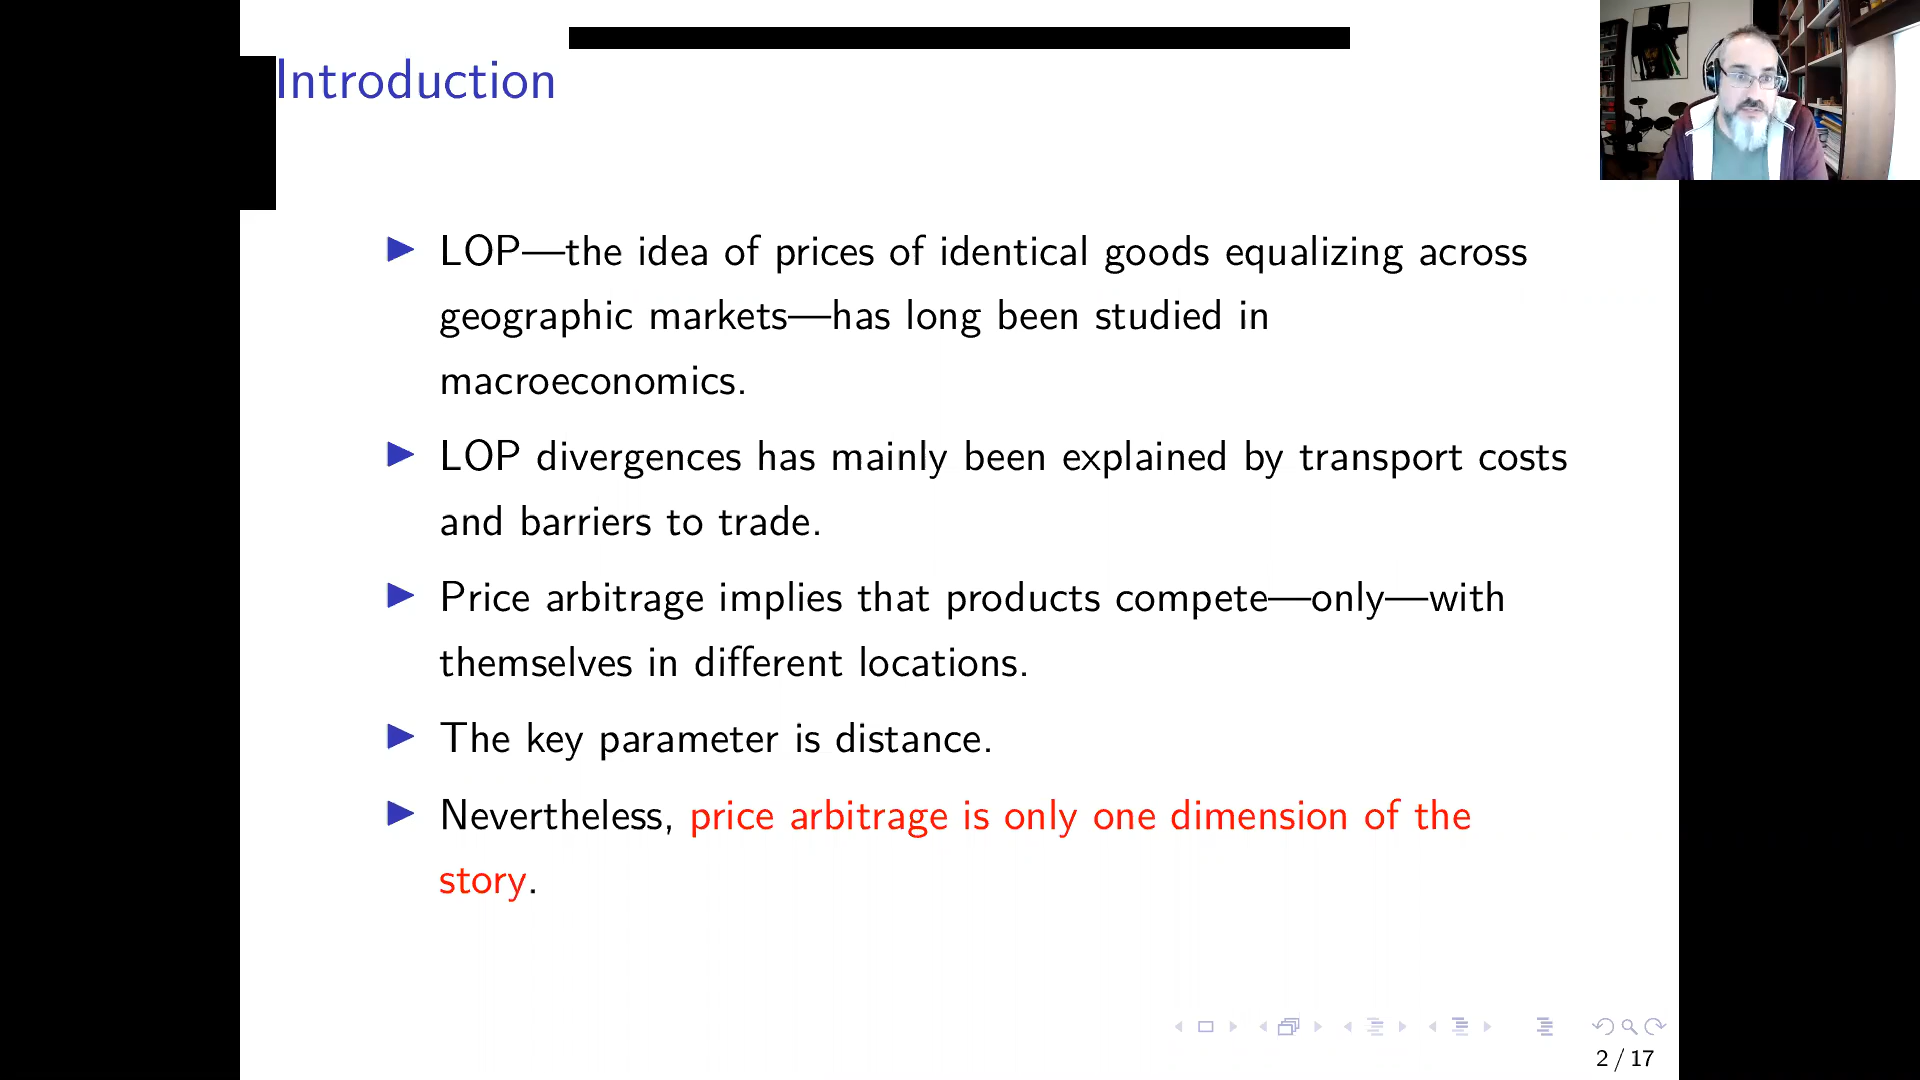 Introduction
LOP—the idea of prices of identical goods equalizing across
geographic markets—has long been studied in
macroeconomics.
LOP divergences has mainly been explained by transport costs
and barriers to trade.
Price arbitrage implies that products compete—only—with
themselves in different locations.
The key parameter is distance.
Nevertheless, price arbitrage is only one dimension of the
story.
2 / 17